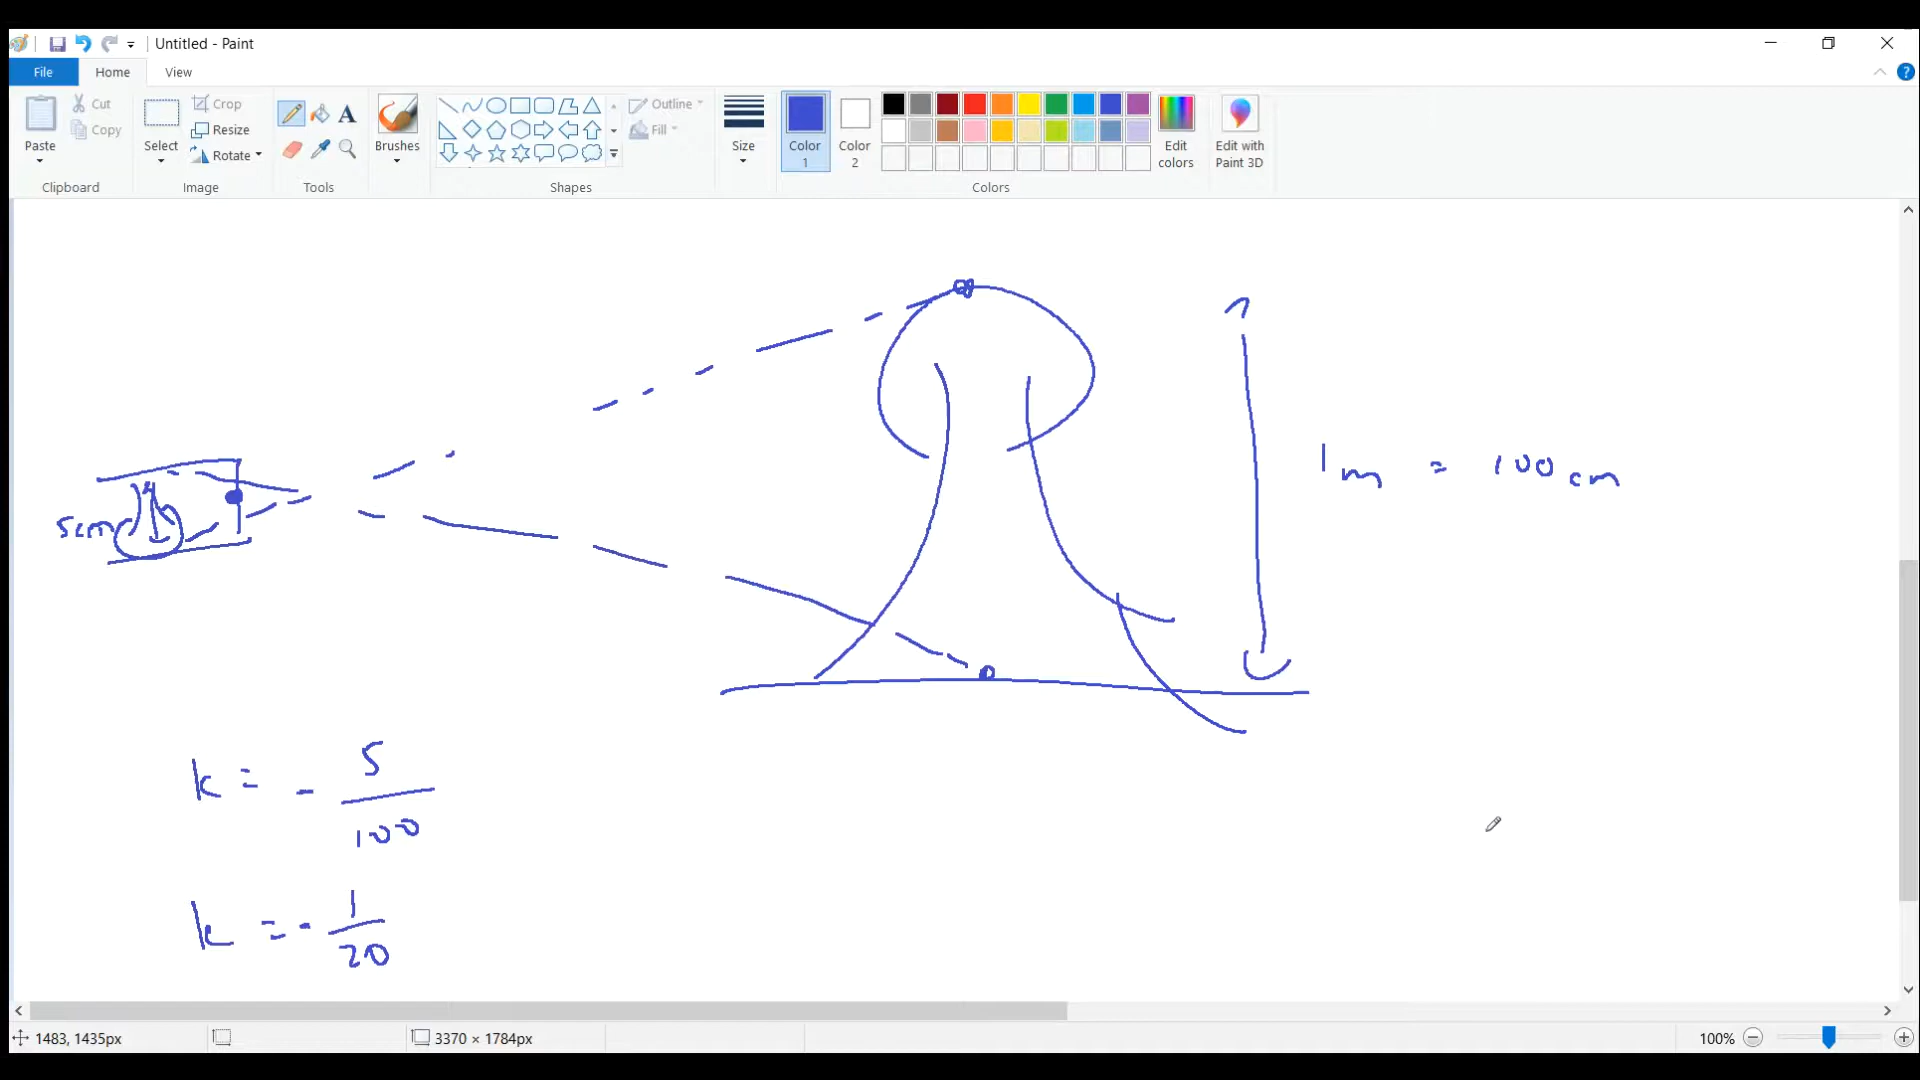 Untitled - Paint
File Home View
Paste
Cut
Copy
Clipboard
Select
Crop
Resize
Rotate
Image
Tools
Brushes
Shapes
Outline
Fill
Size
Color 1
Color 2
Edit colors
Edit with Paint 3D
Colors
1m = 100cm
5cm
k = - 5/100
k = - 1/20
1483, 1435px
3370 × 1784px
100%